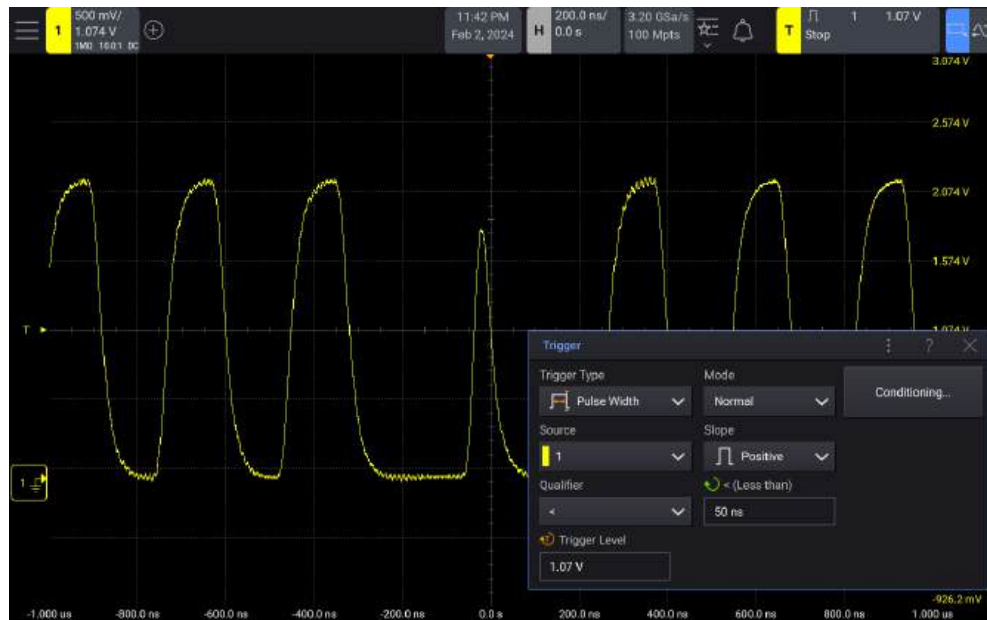 500 mV/
1 1.074 V
1MΩ 10.0:1 DC
11:42 PM
Feb 2, 2024
H 200.0 ns/
0.0 s
3.20 GSa/s
100 Mpts
T 1 1.07 V
Stop
3.074 V
2.574 V
2.074 V
1.574 V
T
1.074 V
Trigger ?
Trigger Type Mode
Pulse Width Normal Conditioning...
Source Slope
1 Positive
1
Qualifier < (Less than)
< 50 ns
Trigger Level
1.07 V
-926.2 mV
-1.000 us -800.0 ns -600.0 ns -400.0 ns -200.0 ns 0.0 s 200.0 ns 400.0 ns 600.0 ns 800.0 ns 1.000 us